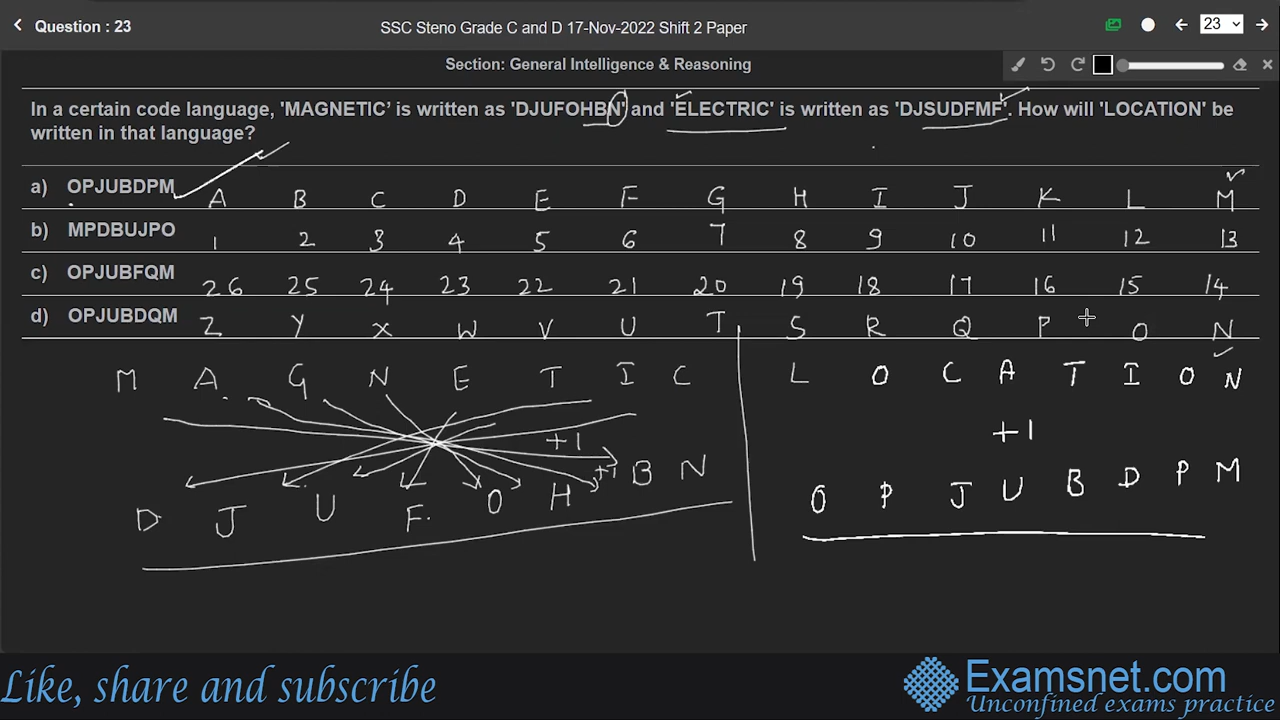 Question : 23
SSC Steno Grade C and D 17-Nov-2022 Shift 2 Paper
23
Section: General Intelligence & Reasoning
In a certain code language, 'MAGNETIC' is written as 'DJUFOHBN' and 'ELECTRIC' is written as 'DJSUDFMF'. How will 'LOCATION' be
written in that language?
a) OPJUBDPM
A B C D E F G H I J K L M
b) MPDBUJPO
1 2 3 4 5 6 7 8 9 10 11 12 13
c) OPJUBFQM
26 25 24 23 22 21 20 19 18 17 16 15 14
d) OPJUBDQM
Z Y X W V U T S R Q P O N
M A G N E T I C
L O C A T I O N
+1
+1
+1
D J U F O H B N
O P J U B D P M
Like, share and subscribe
Examsnet.com
Unconfined exams practice